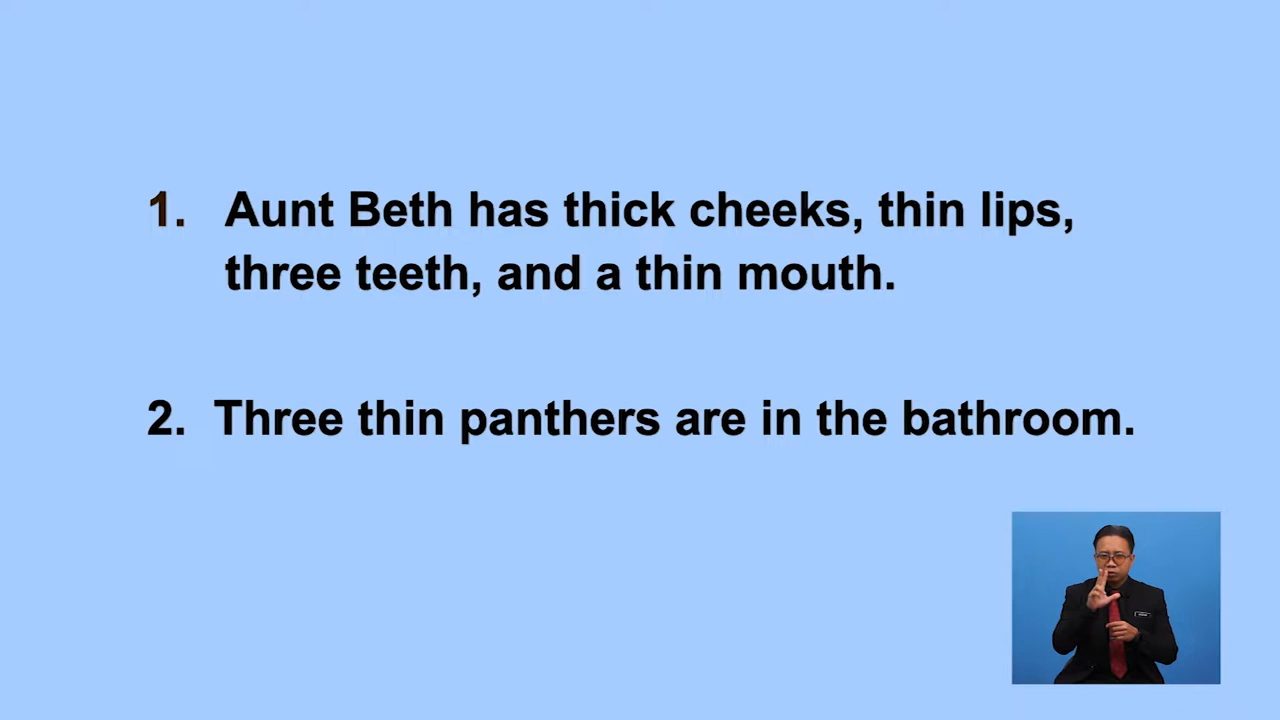 1. Aunt Beth has thick cheeks, thin lips,
three teeth, and a thin mouth.
2. Three thin panthers are in the bathroom.